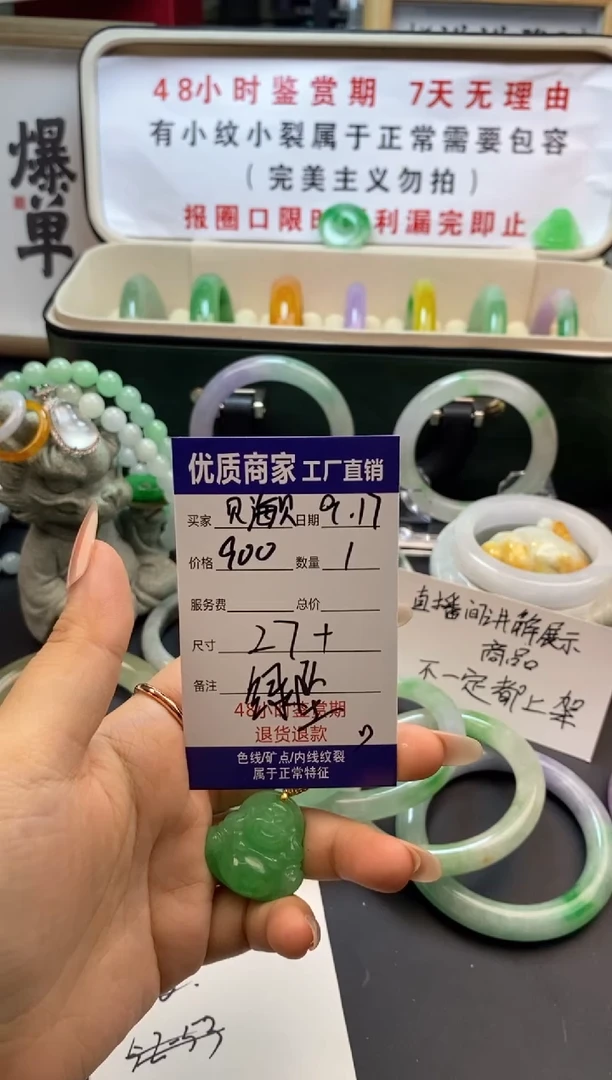 48小时鉴赏期 7天无理由
有小纹小裂属于正常需要包容
(完美主义勿拍)
报圈口限时 利漏完即止
爆单
优质商家 工厂直销
买家 贝海贝 日期 9.17
价格 900 数量 1
服务费 总价
尺寸 27+
备注 绿坠
48小时鉴赏期
退货退款
色线/矿点/内线纹裂
属于正常特征
直播间讲解展示
商品
不一定都上架